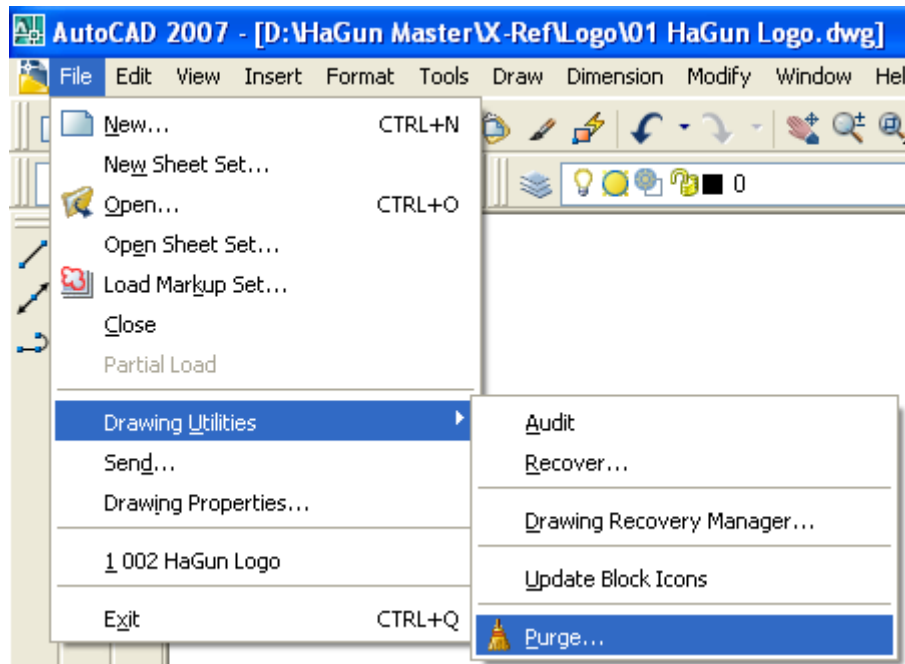 AutoCAD 2007 - [D:\HaGun Master\X-Ref\Logo\01 HaGun Logo.dwg]
File Edit View Insert Format Tools Draw Dimension Modify Window Hel
New... CTRL+N
New Sheet Set...
0
Open... CTRL+O
Open Sheet Set...
Load Markup Set...
Close
Partial Load
Drawing Utilities
Audit
Send...
Recover...
Drawing Properties...
Drawing Recovery Manager...
1 002 HaGun Logo
Update Block Icons
Exit CTRL+Q
Purge...